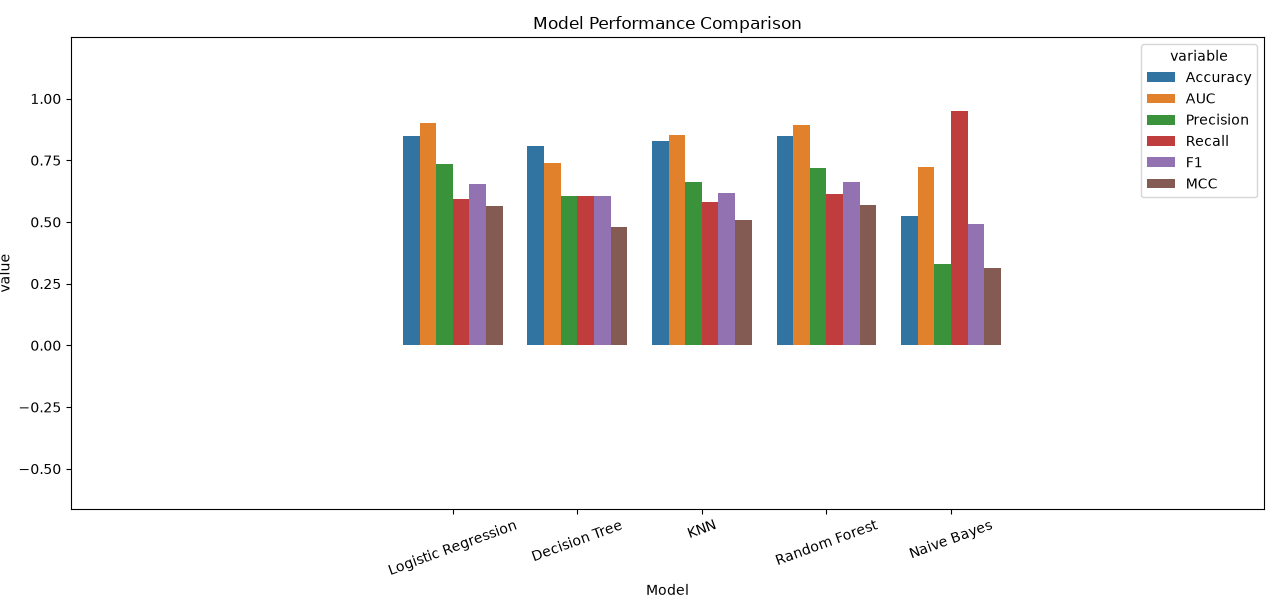 Model Performance Comparison
variable
Accuracy
AUC
Precision
Recall
F1
MCC
value
1.00
0.75
0.50
0.25
0.00
−0.25
−0.50
Logistic Regression
Decision Tree
KNN
Random Forest
Naive Bayes
Model